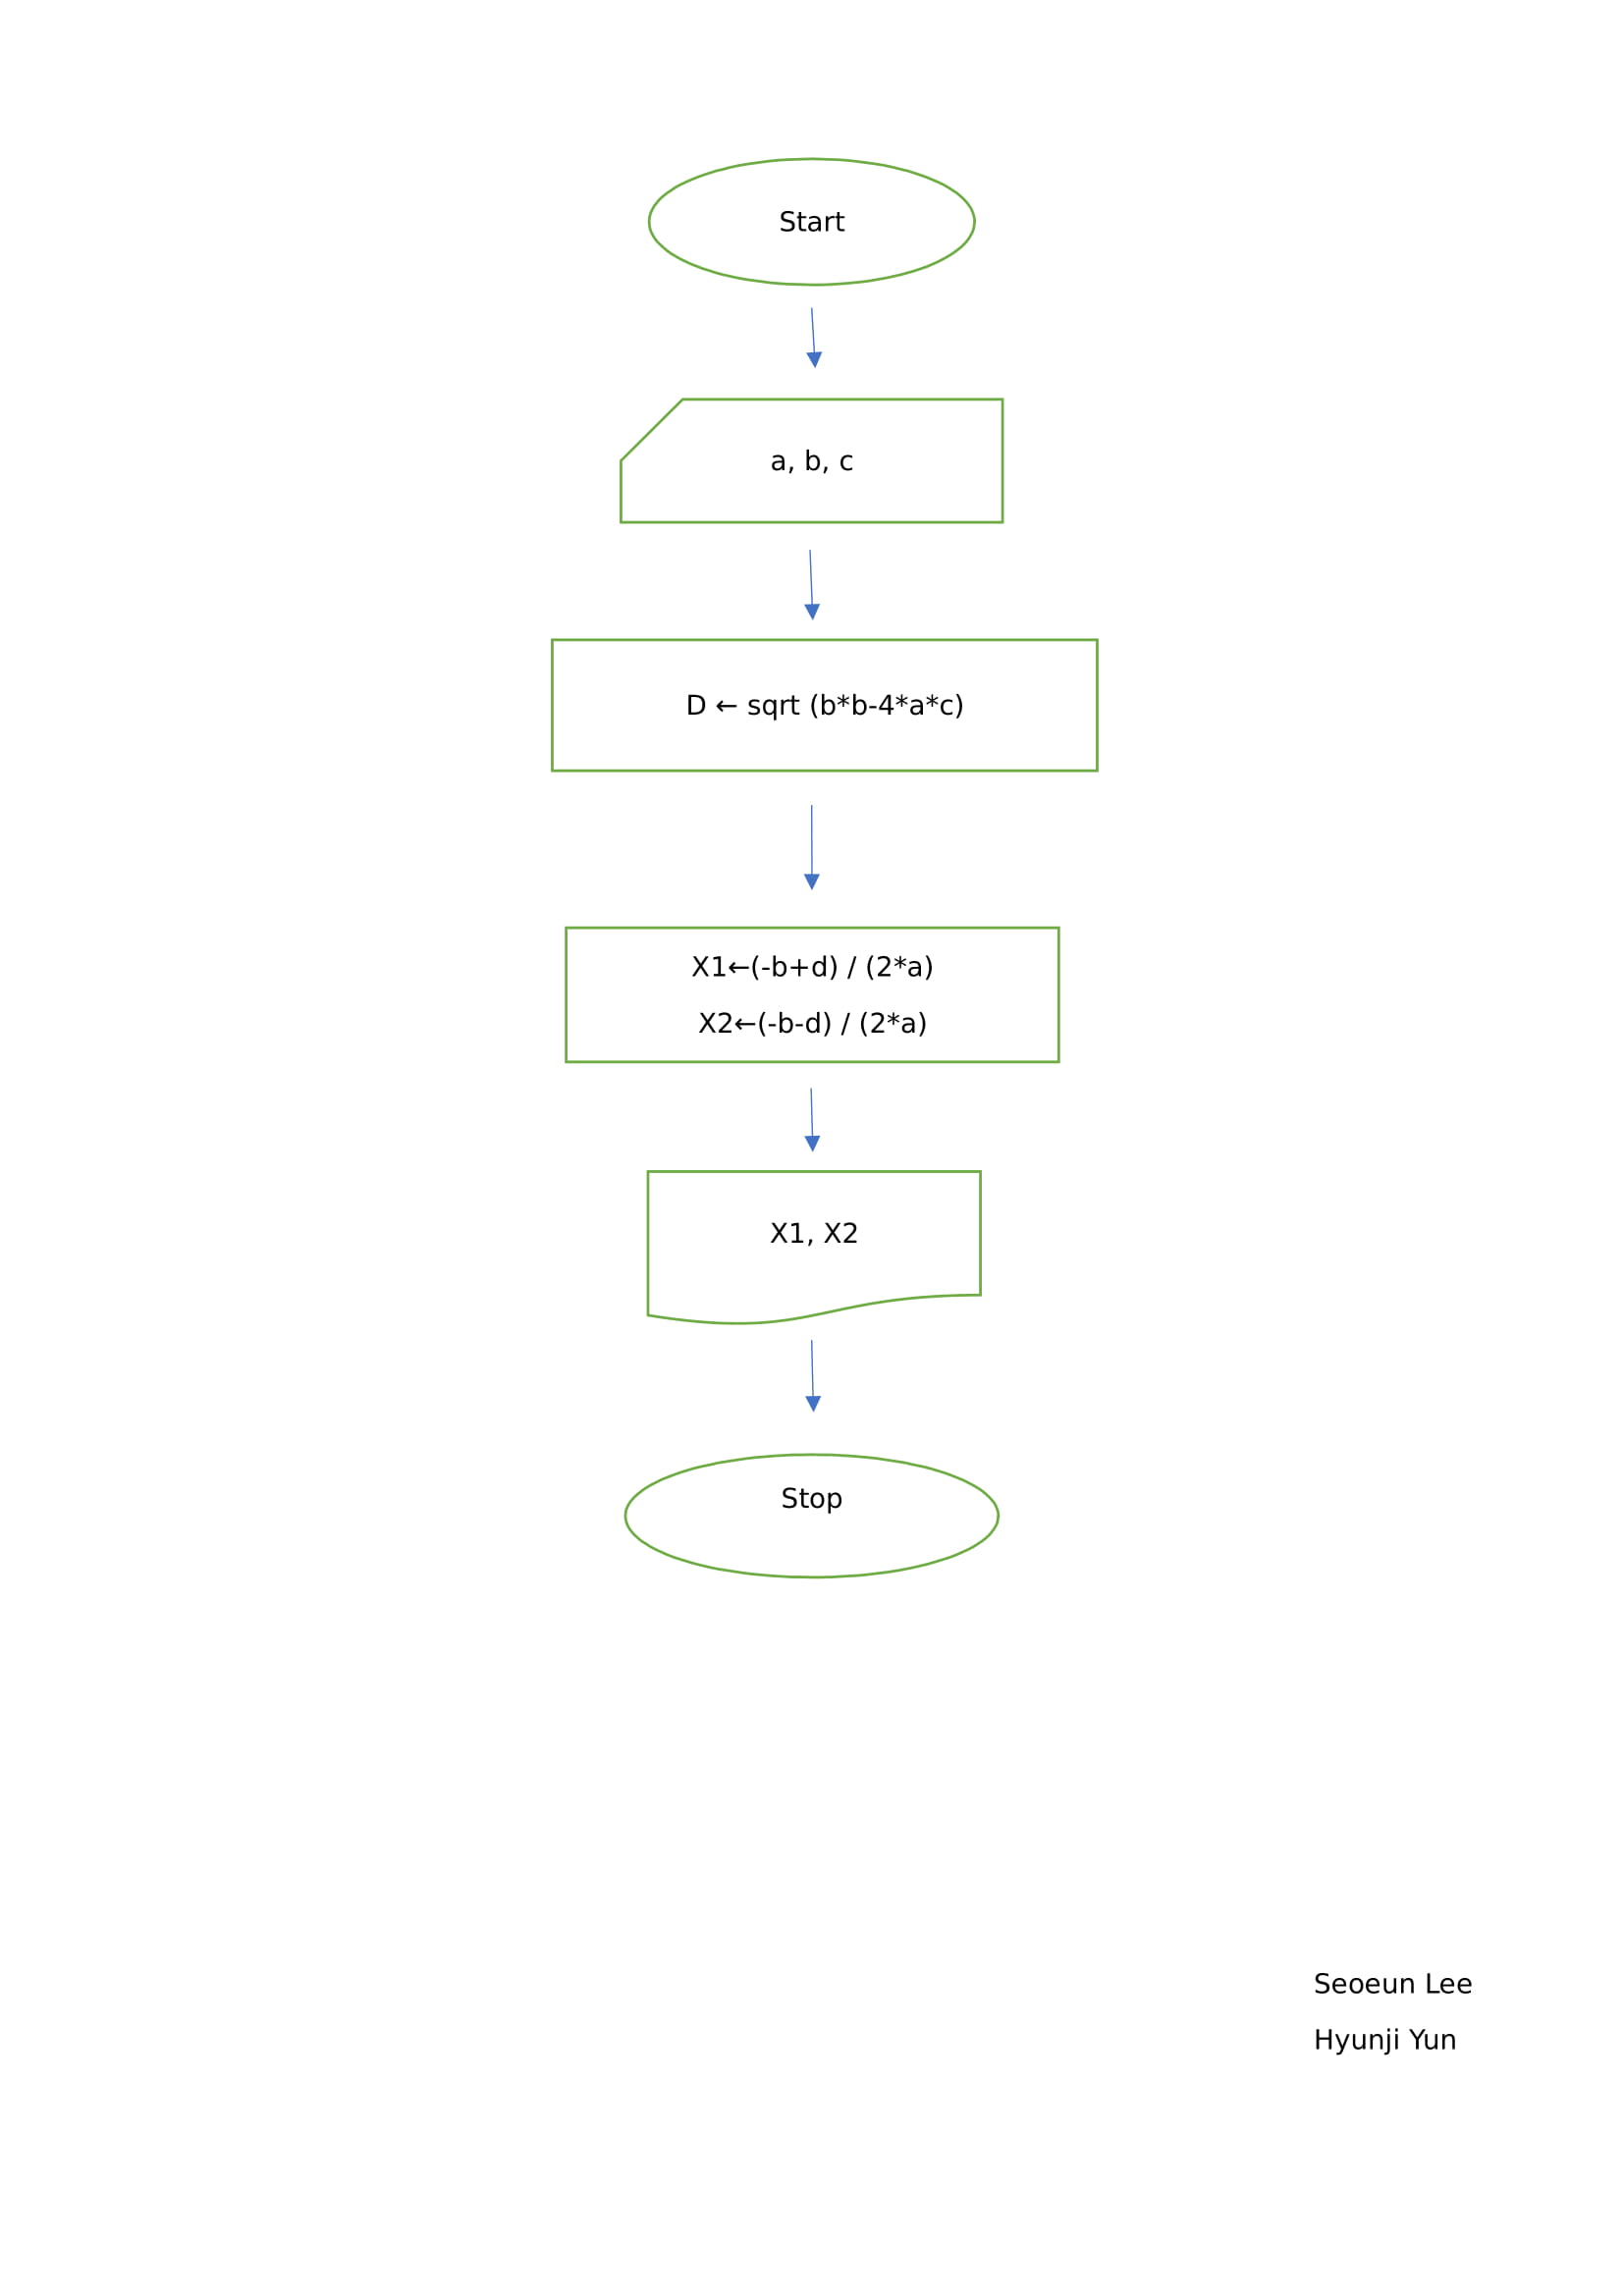 Start
a, b, c
D ← sqrt (b*b-4*a*c)
X1←(-b+d) / (2*a)
X2←(-b-d) / (2*a)
X1, X2
Stop
Seoeun Lee
Hyunji Yun